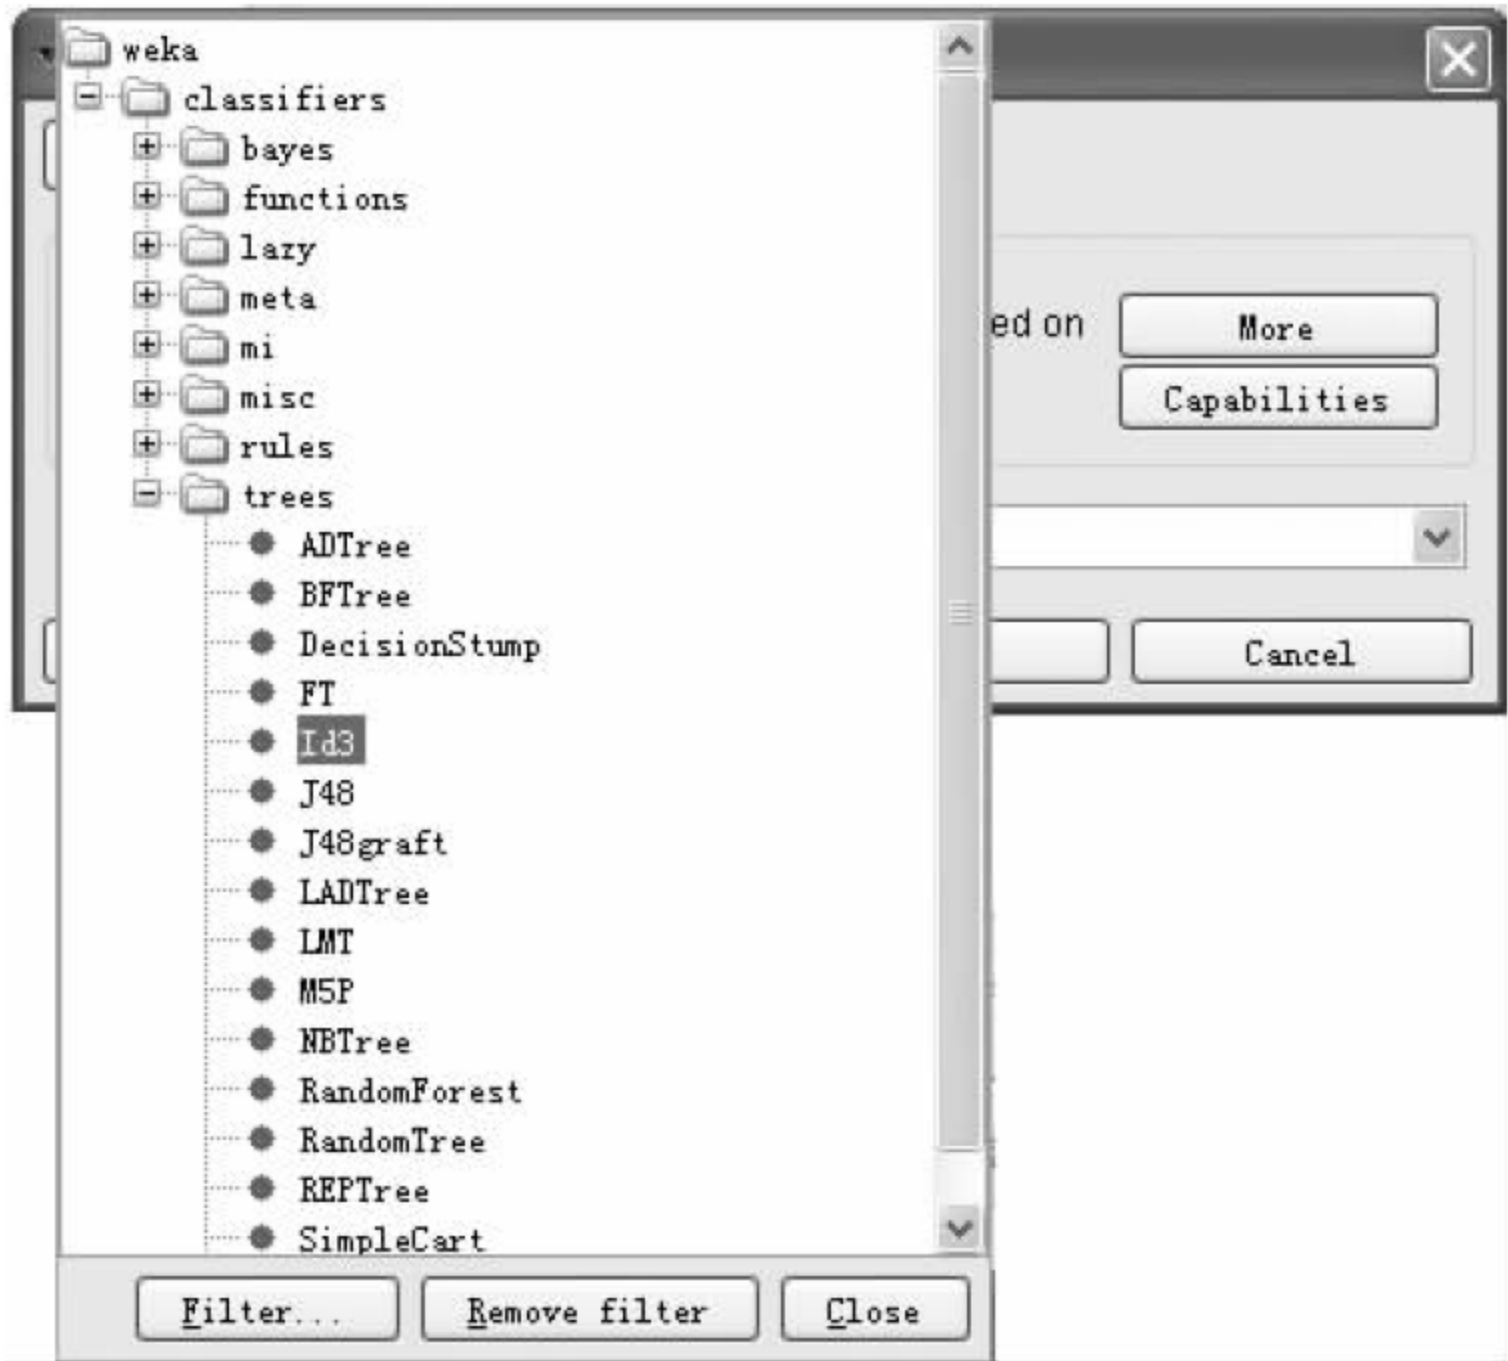 weka
classifiers
bayes
functions
lazy
meta
mi
misc
rules
trees
ADTree
BFTree
DecisionStump
FT
Id3
J48
J48graft
LADTree
LMT
M5P
NBTree
RandomForest
RandomTree
REPTree
SimpleCart
Filter...
Remove filter
Close
ed on
More
Capabilities
Cancel